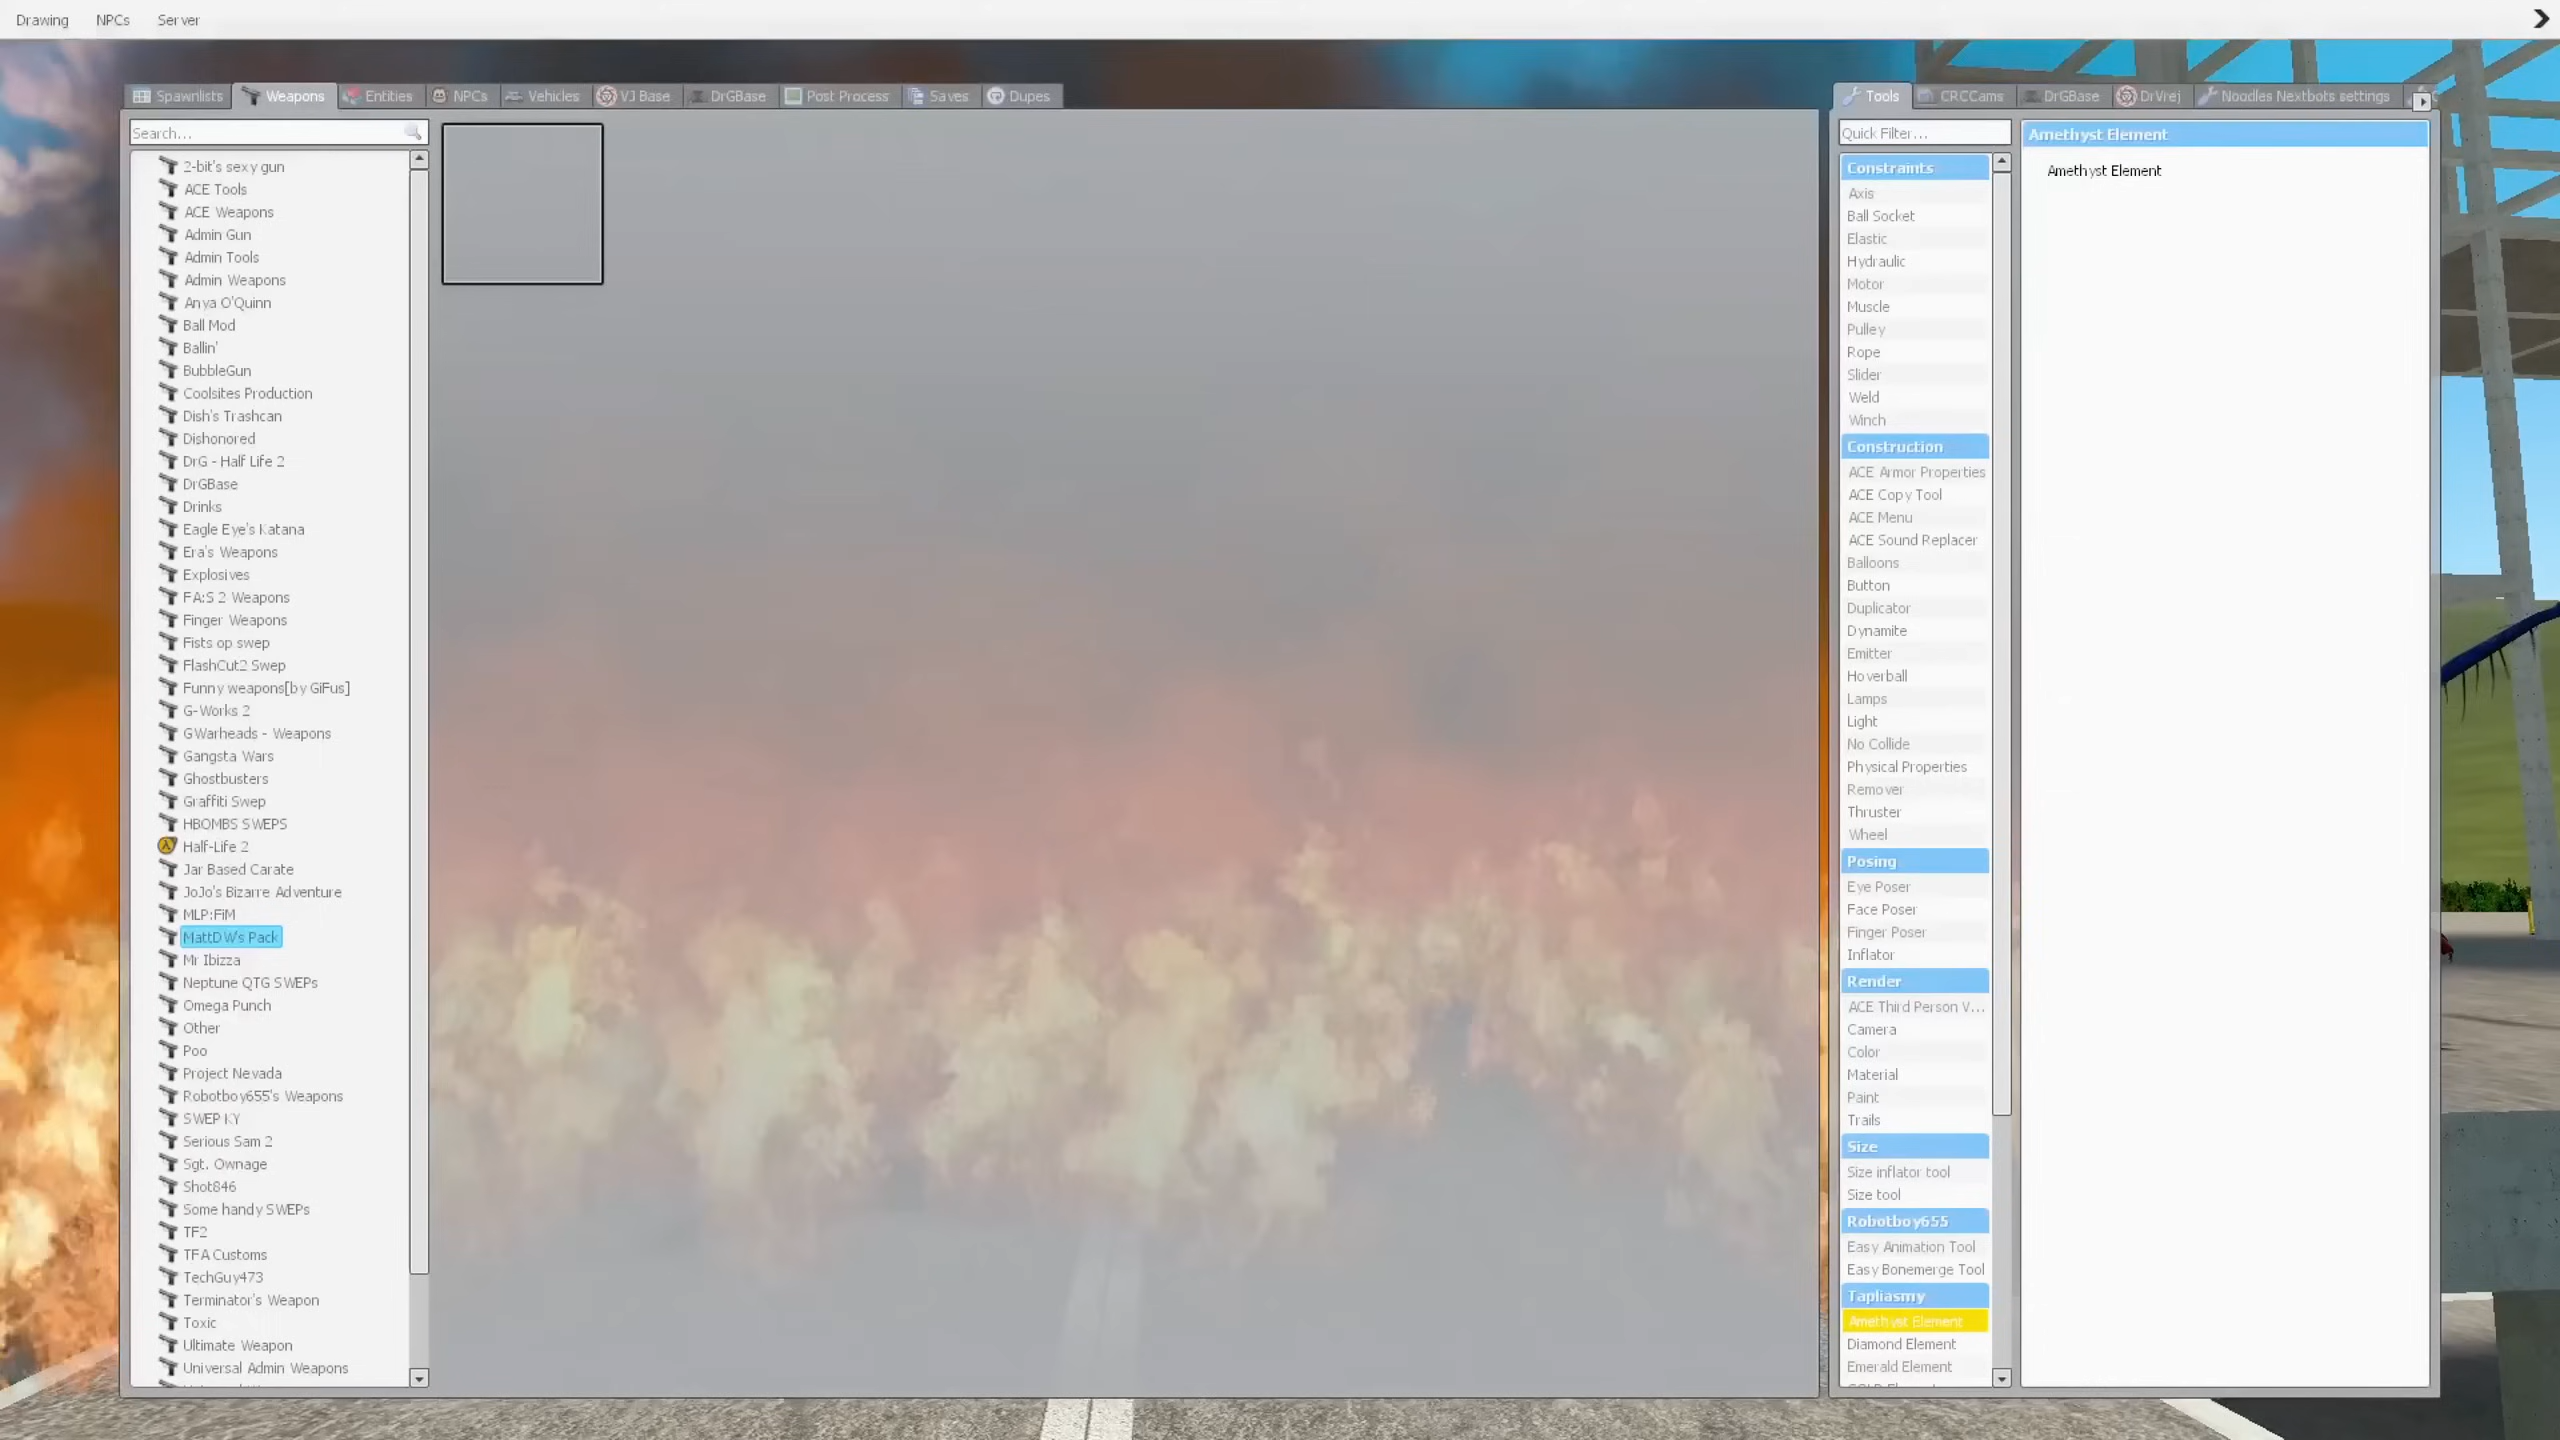 Drawing NPCs Server
Spawnlists Weapons Entities NPCs Vehicles VJ Base DrGBase Post Process Saves Dupes
Search...
2-bit's sexy gun
ACE Tools
ACE Weapons
Admin Gun
Admin Tools
Admin Weapons
Anya O'Quinn
Ball Mod
Ballin'
BubbleGun
Coolsites Production
Dish's Trashcan
Dishonored
DrG - Half Life 2
DrGBase
Drinks
Eagle Eye's Katana
Era's Weapons
Explosives
FA:S 2 Weapons
Finger Weapons
Fists op swep
FlashCut2 Swep
Funny weapons[by GiFus]
G-Works 2
GWarheads - Weapons
Gangsta Wars
Ghostbusters
Graffiti Swep
HBOMBS SWEPS
Half-Life 2
Jar Based Carate
JoJo's Bizarre Adventure
MLP:FiM
MattDW's Pack
Mr Ibizza
Neptune QTG SWEPs
Omega Punch
Other
Poo
Project Nevada
Robotboy655's Weapons
SWEP KY
Serious Sam 2
Sgt. Ownage
Shot846
Some handy SWEPs
TF2
TFA Customs
TechGuy473
Terminator's Weapon
Toxic
Ultimate Weapon
Universal Admin Weapons
Tools CRCCams DrGBase DrVrej Noodles Nextbots settings
Quick Filter...
Constraints
Axis
Ball Socket
Elastic
Hydraulic
Motor
Muscle
Pulley
Rope
Slider
Weld
Winch
Construction
ACE Armor Properties
ACE Copy Tool
ACE Menu
ACE Sound Replacer
Balloons
Button
Duplicator
Dynamite
Emitter
Hoverball
Lamps
Light
No Collide
Physical Properties
Remover
Thruster
Wheel
Posing
Eye Poser
Face Poser
Finger Poser
Inflator
Render
ACE Third Person V...
Camera
Color
Material
Paint
Trails
Size
Size inflator tool
Size tool
Robotboy655
Easy Animation Tool
Easy Bonemerge Tool
Tapliasmy
Amethyst Element
Diamond Element
Emerald Element
Amethyst Element
Amethyst Element